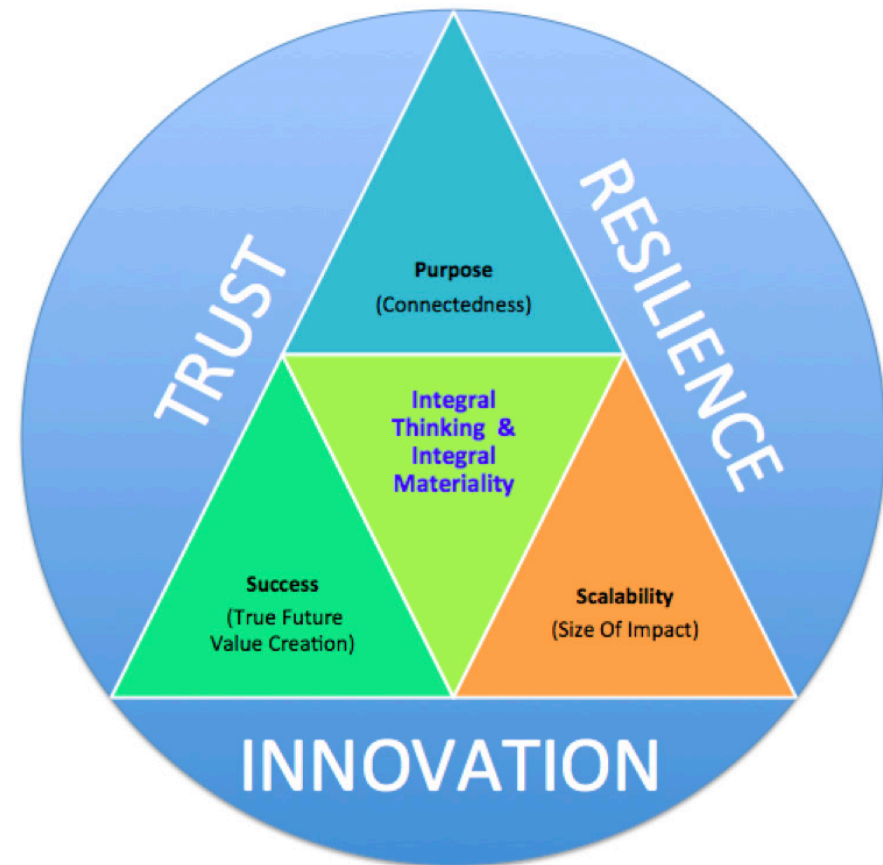 TRUST
RESILIENCE
Purpose
(Connectedness)
Integral
Thinking &
Integral
Materiality
Success
(True Future
Value Creation)
Scalability
(Size Of Impact)
INNOVATION